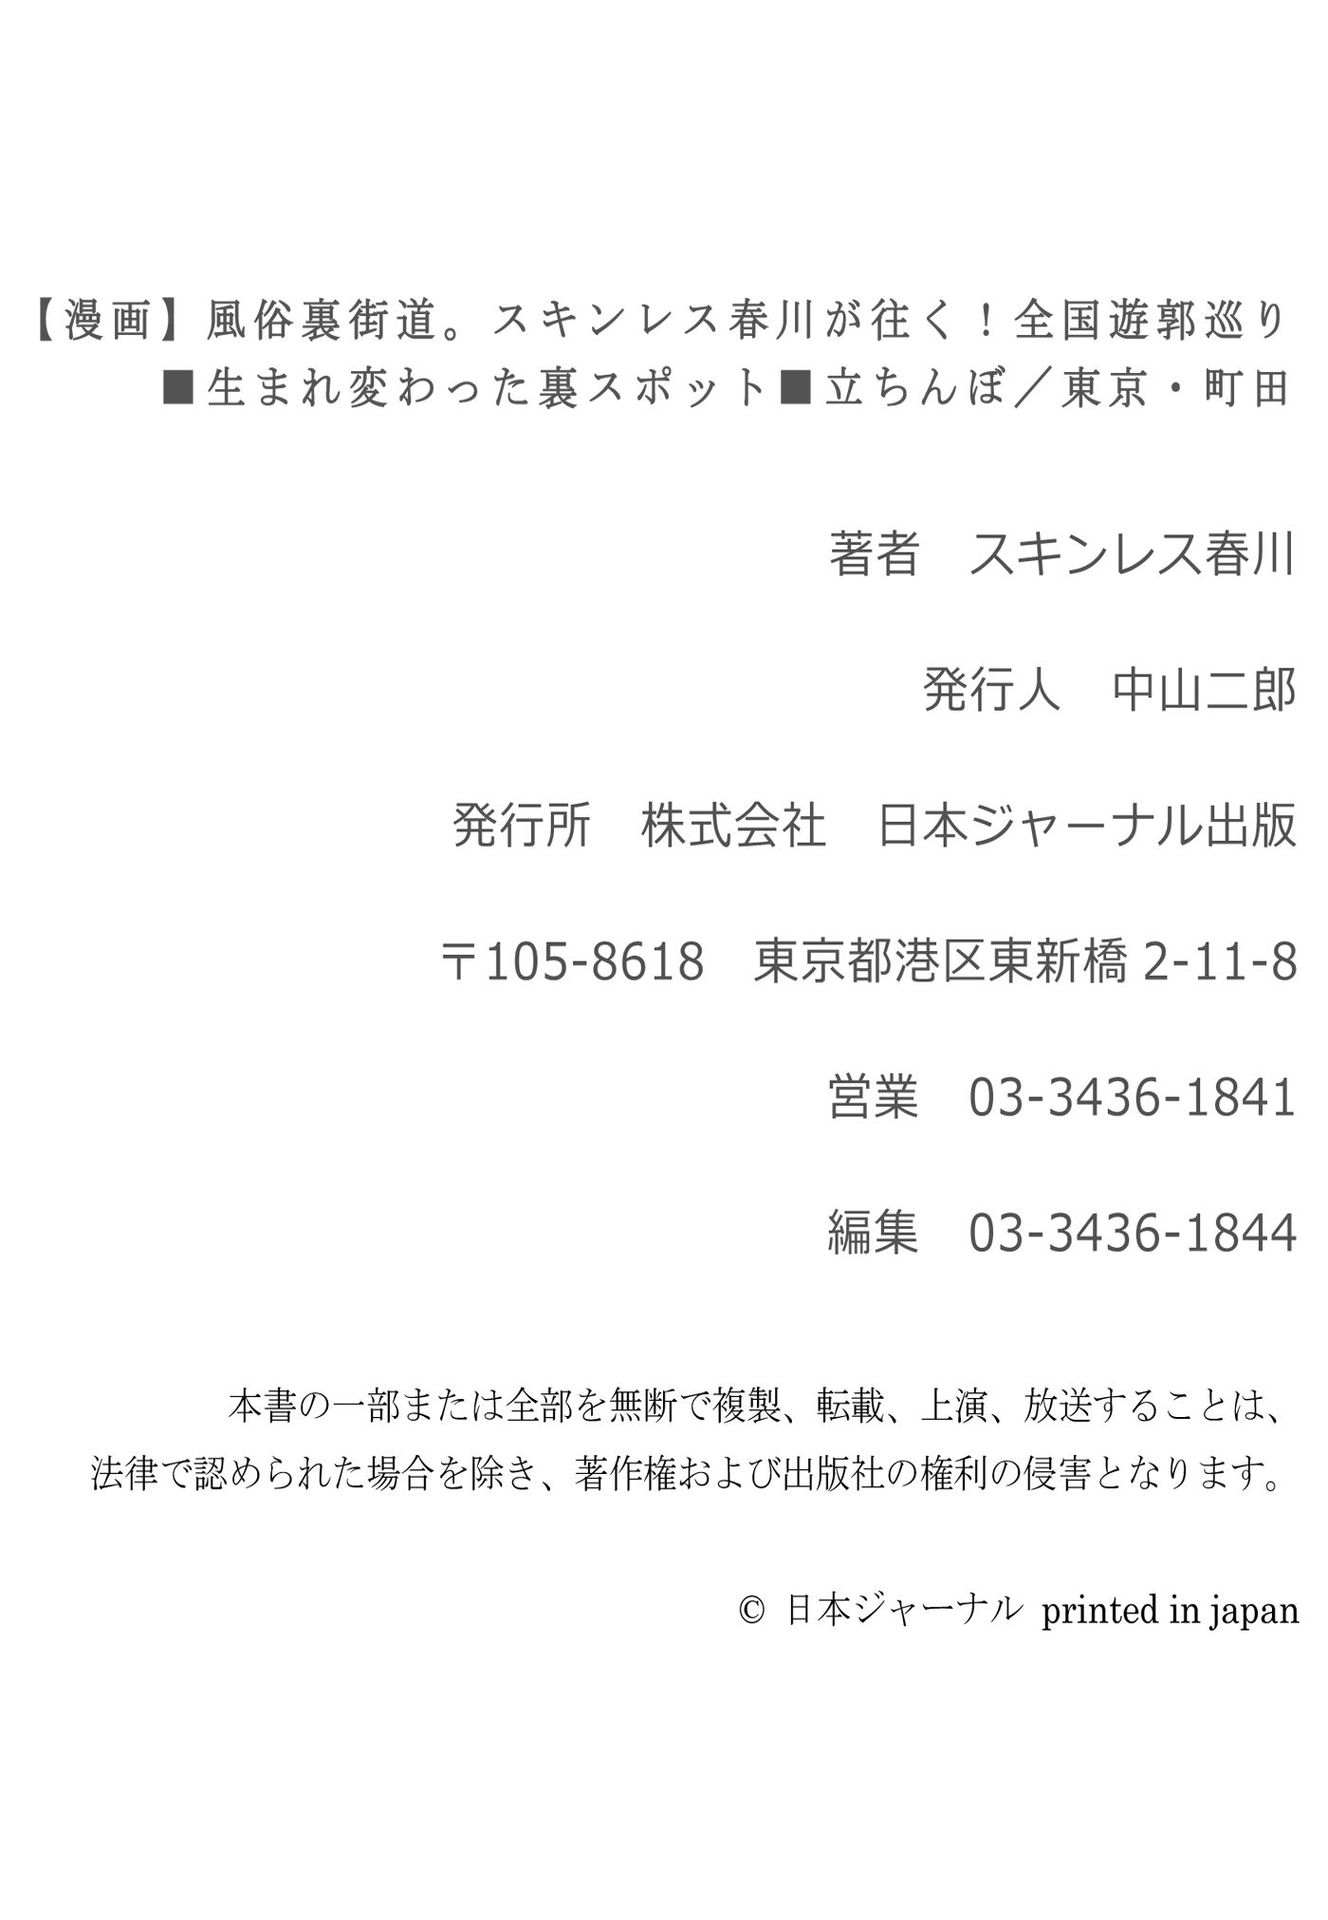 【漫画】風俗裏街道。スキンレス春川が往く！全国遊郭巡り
■生まれ変わった裏スポット■立ちんぼ／東京・町田
著者　スキンレス春川
発行人　中山二郎
発行所　株式会社　日本ジャーナル出版
〒105-8618　東京都港区東新橋 2-11-8
営業　03-3436-1841
編集　03-3436-1844
本書の一部または全部を無断で複製、転載、上演、放送することは、
法律で認められた場合を除き、著作権および出版社の権利の侵害となります。
© 日本ジャーナル printed in japan